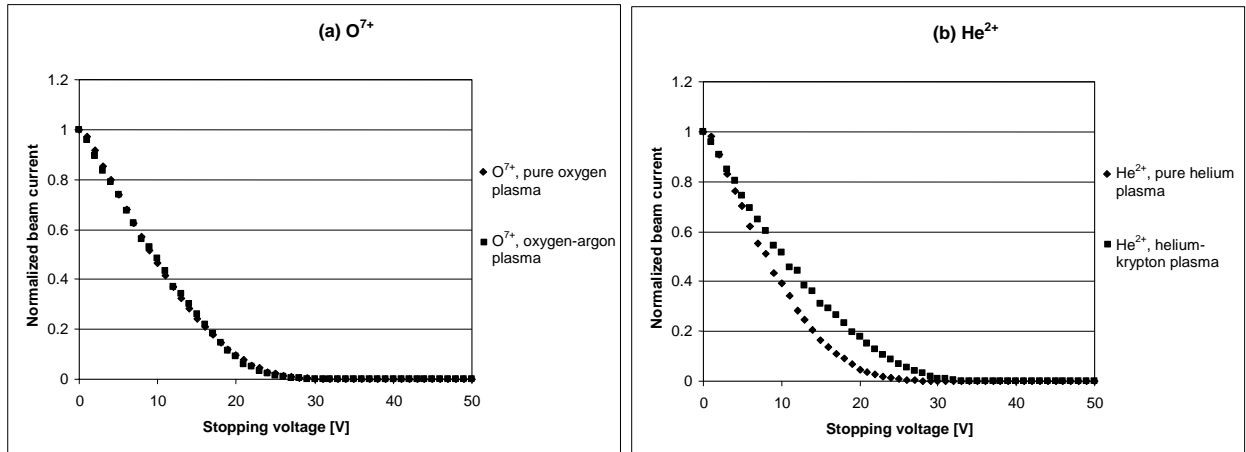 (a) O⁷⁺
Normalized beam current
1.2
1
0.8
0.6
0.4
0.2
0
0 10 20 30 40 50
Stopping voltage [V]
O⁷⁺, pure oxygen
plasma
O⁷⁺, oxygen-argon
plasma
(b) He²⁺
Normalized beam current
1.2
1
0.8
0.6
0.4
0.2
0
0 10 20 30 40 50
Stopping voltage [V]
He²⁺, pure helium
plasma
He²⁺, helium-
krypton plasma